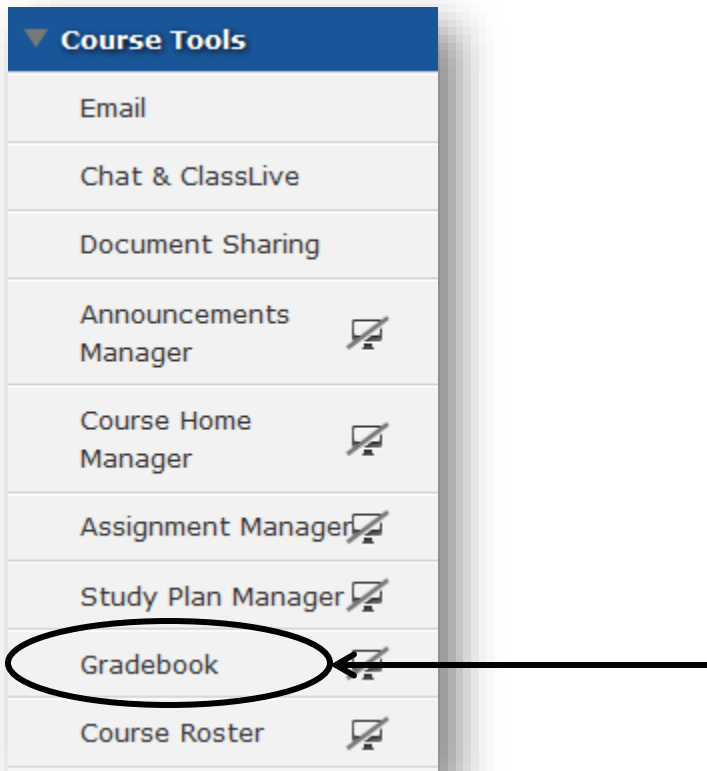 Course Tools
Email
Chat & ClassLive
Document Sharing
Announcements
Manager
Course Home
Manager
Assignment Manager
Study Plan Manager
Gradebook
Course Roster